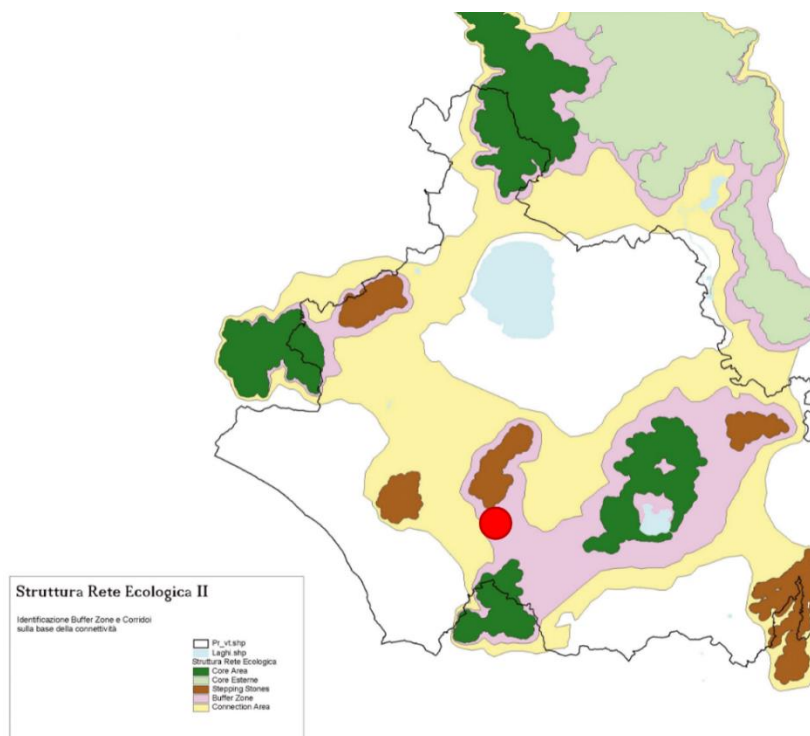 Struttura Rete Ecologica II
Identificazione Buffer Zone e Corridoi
sulla base della connettività
Pr_vt.shp
Laghi.shp
Struttura Rete Ecologica
Core Area
Core Esterne
Stepping Stones
Buffer Zone
Connection Area